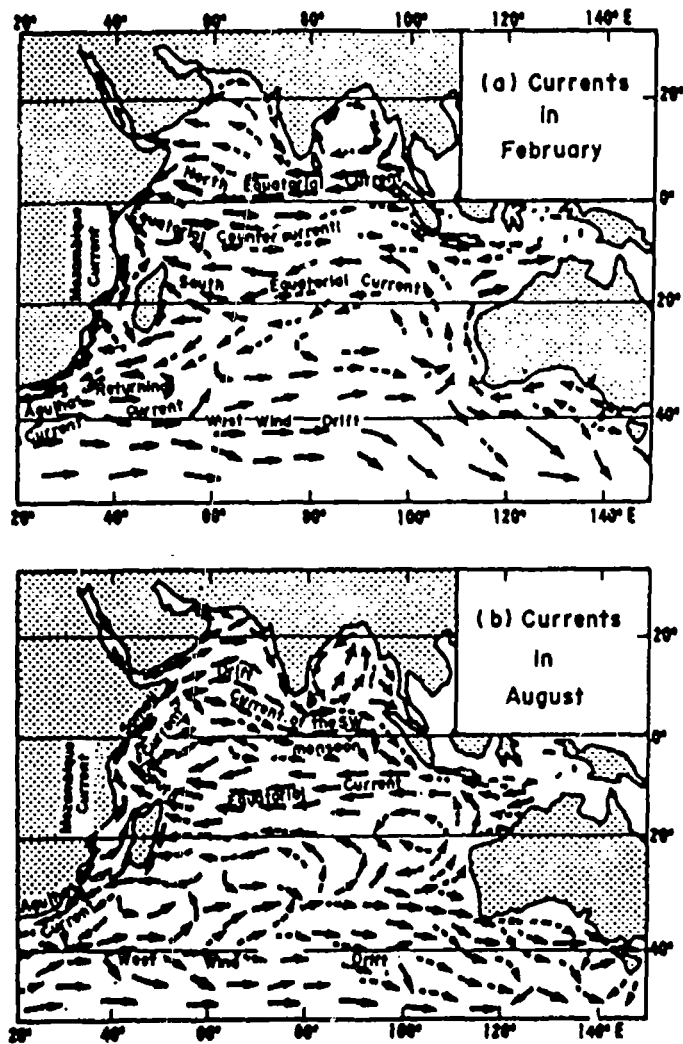 20° 40° 60° 80° 100° 120° 140° E
(a) Currents
in
February
20°
North Equatorial Current
0°
Equatorial Countercurrent
Mozambique
Current
South Equatorial Current
20°
Returning
Current
Agulhas
Current
West Wind Drift
40°
20° 40° 60° 80° 100° 120° 140° E
(b) Currents
in
August
20°
Drift
Current of the SW
monsoon
0°
Mozambique
Current
Equatorial Current
20°
Agulhas
Current
40°
West Wind Drift
20° 40° 60° 80° 100° 120° 140° E